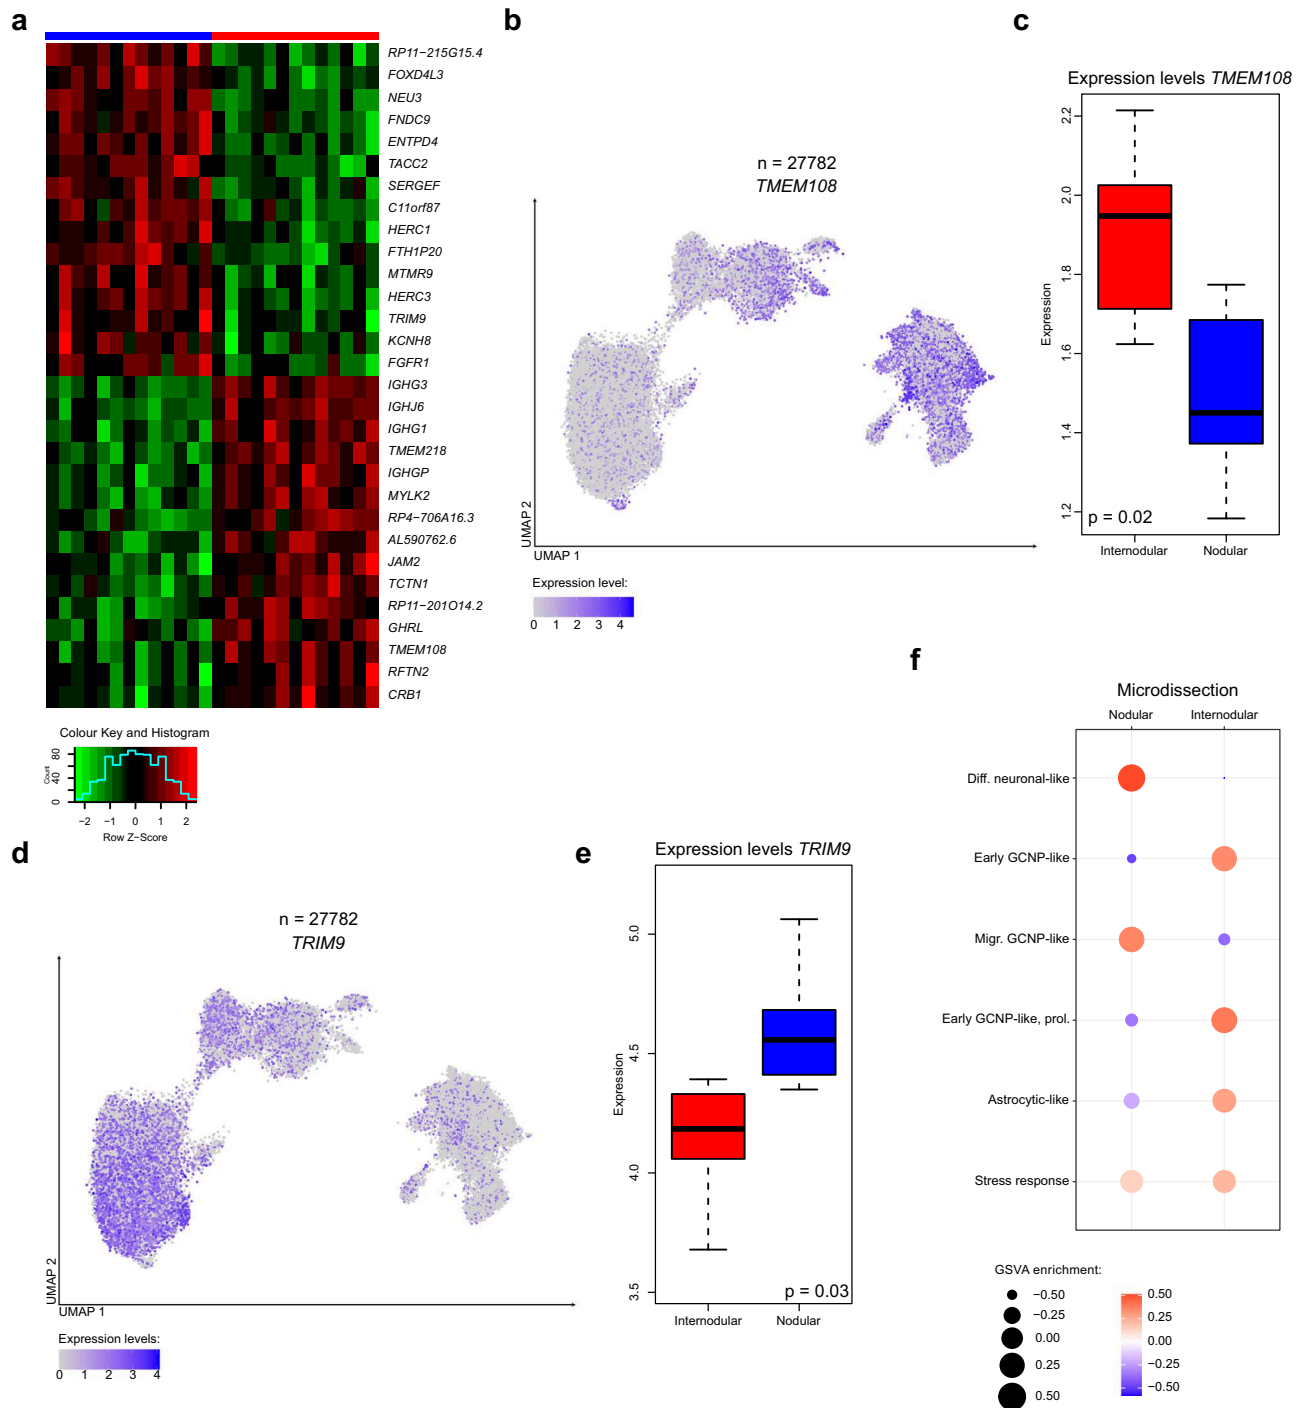 a
RP11−215G15.4
FOXD4L3
NEU3
FNDC9
ENTPD4
TACC2
SERGEF
C11orf87
HERC1
FTH1P20
MTMR9
HERC3
TRIM9
KCNH8
FGFR1
IGHG3
IGHJ6
IGHG1
TMEM218
IGHGP
MYLK2
RP4−706A16.3
AL590762.6
JAM2
TCTN1
RP11−201O14.2
GHRL
TMEM108
RFTN2
CRB1
Colour Key and Histogram
Count
0 40 80
−2 −1 0 1 2
Row Z−Score
b
n = 27782
TMEM108
UMAP 2
UMAP 1
Expression level:
0 1 2 3 4
c
Expression levels TMEM108
Expression
1.2 1.4 1.6 1.8 2.0 2.2
p = 0.02
Internodular Nodular
d
n = 27782
TRIM9
UMAP 2
UMAP 1
Expression levels:
0 1 2 3 4
e
Expression levels TRIM9
Expression
3.5 4.0 4.5 5.0
p = 0.03
Internodular Nodular
f
Microdissection
Nodular Internodular
Diff. neuronal-like
Early GCNP-like
Migr. GCNP-like
Early GCNP-like, prol.
Astrocytic-like
Stress response
GSVA enrichment:
−0.50
−0.25
0.00
0.25
0.50
0.50
0.25
0.00
−0.25
−0.50